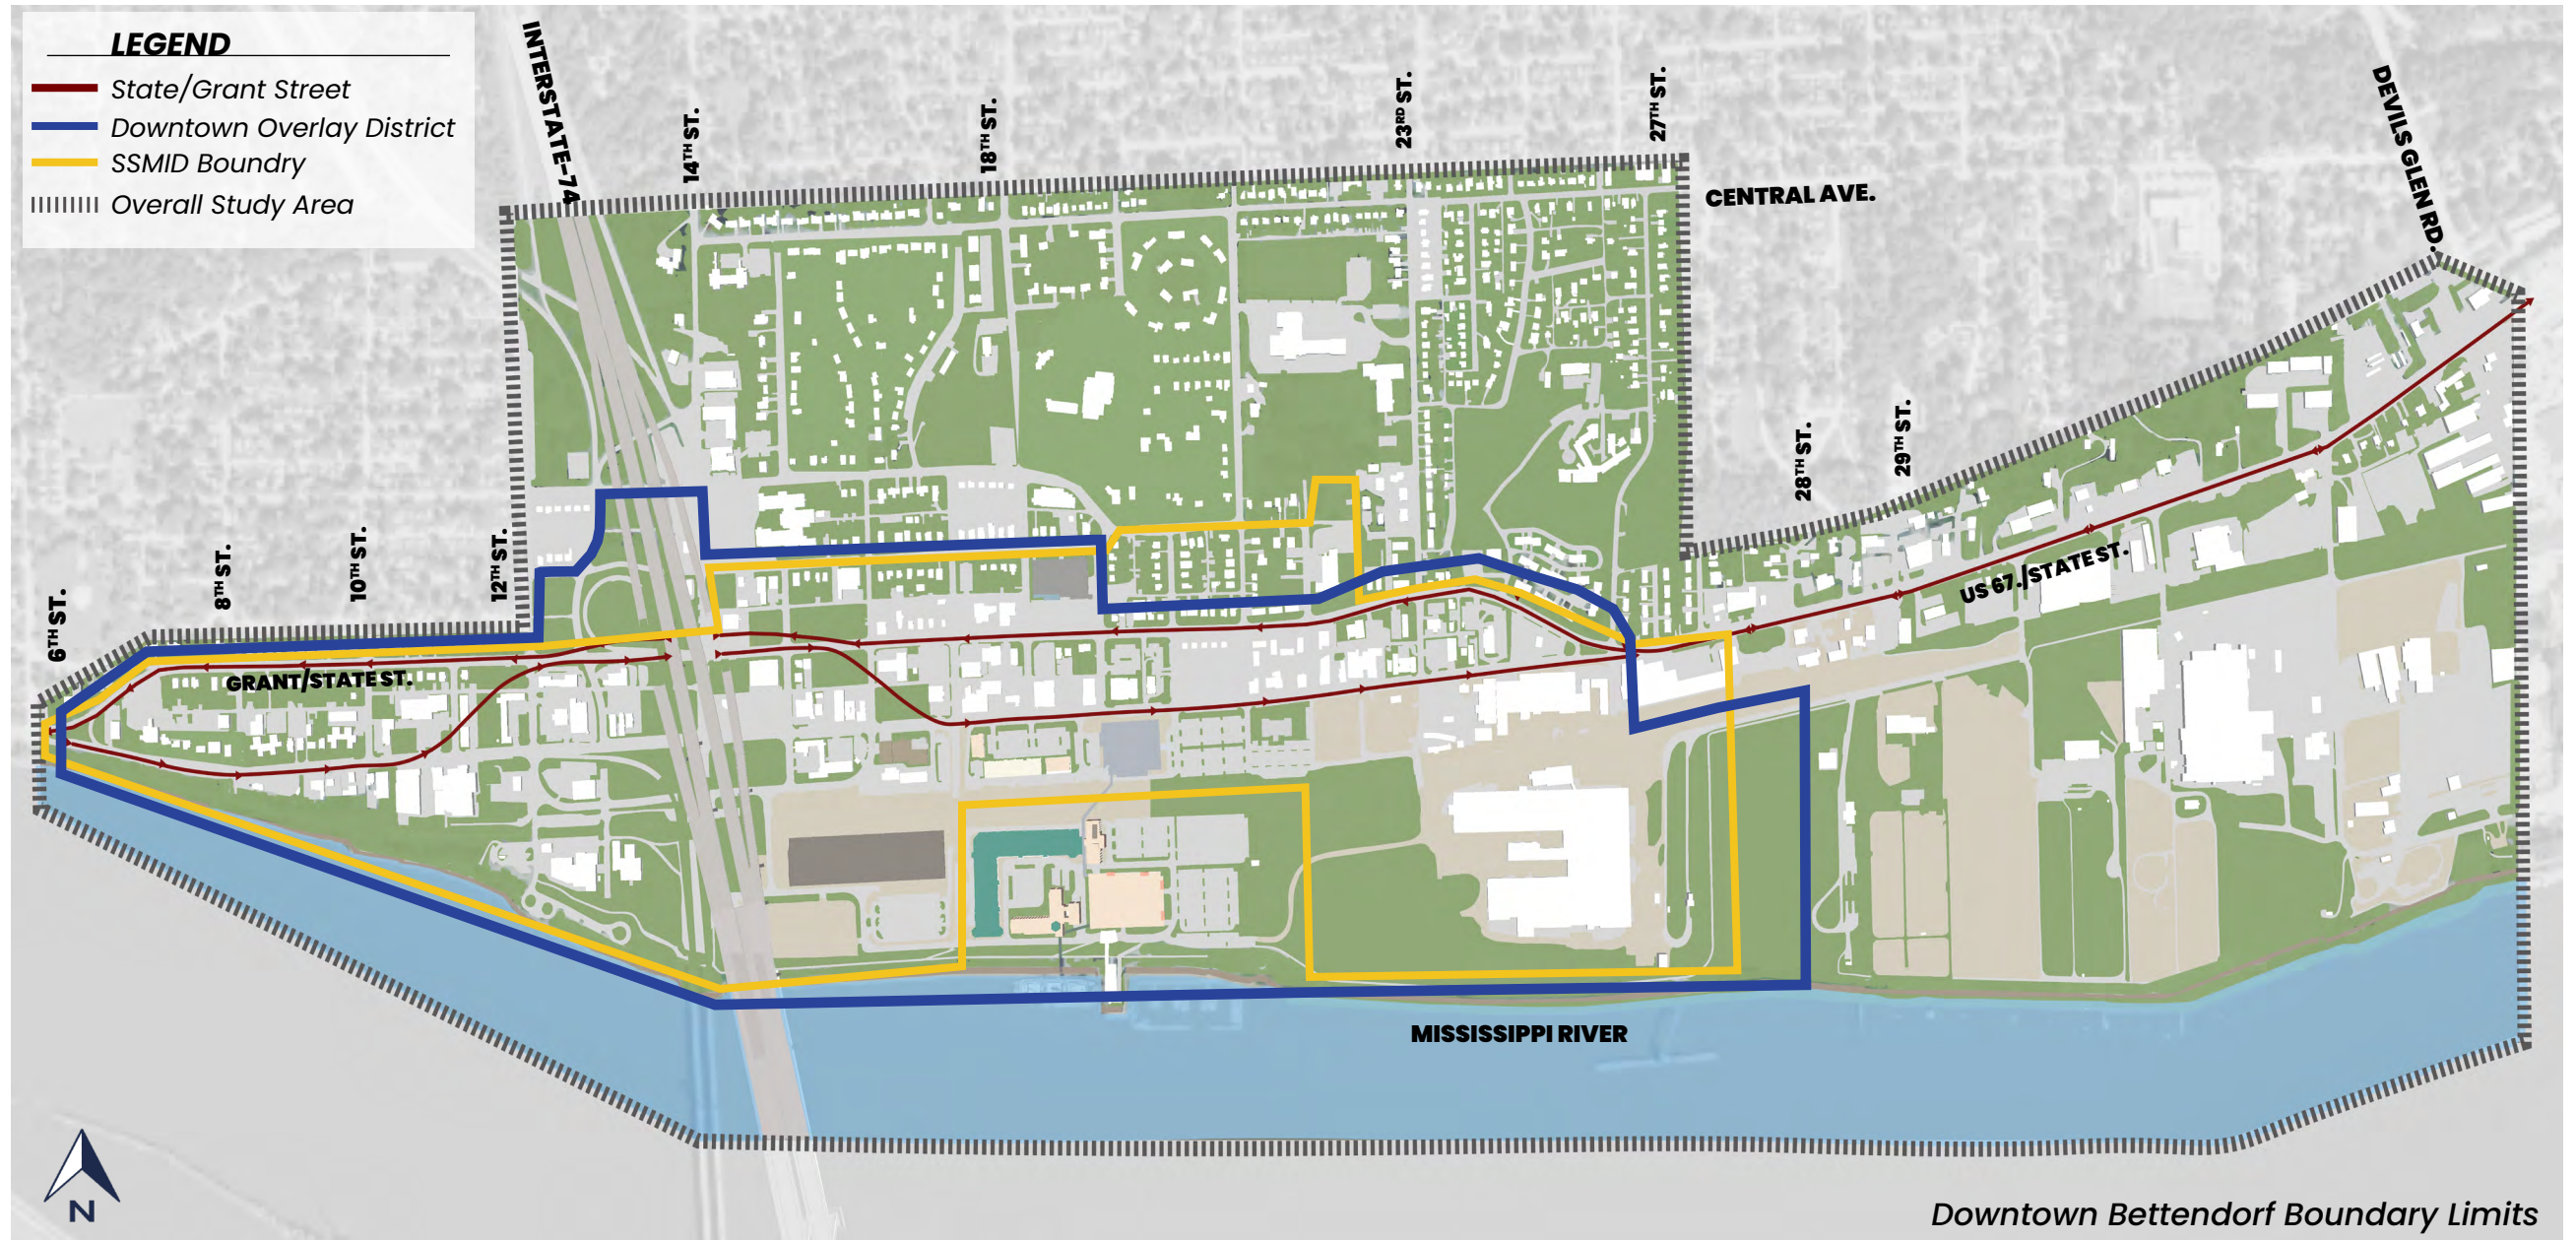 LEGEND
State/Grant Street
Downtown Overlay District
SSMID Boundry
Overall Study Area
INTERSTATE-74
14TH ST.
18TH ST.
23RD ST.
27TH ST.
DEVILS GLEN RD.
CENTRAL AVE.
28TH ST.
29TH ST.
6TH ST.
8TH ST.
10TH ST.
12TH ST.
US 67./STATE ST.
GRANT/STATE ST.
MISSISSIPPI RIVER
N
Downtown Bettendorf Boundary Limits